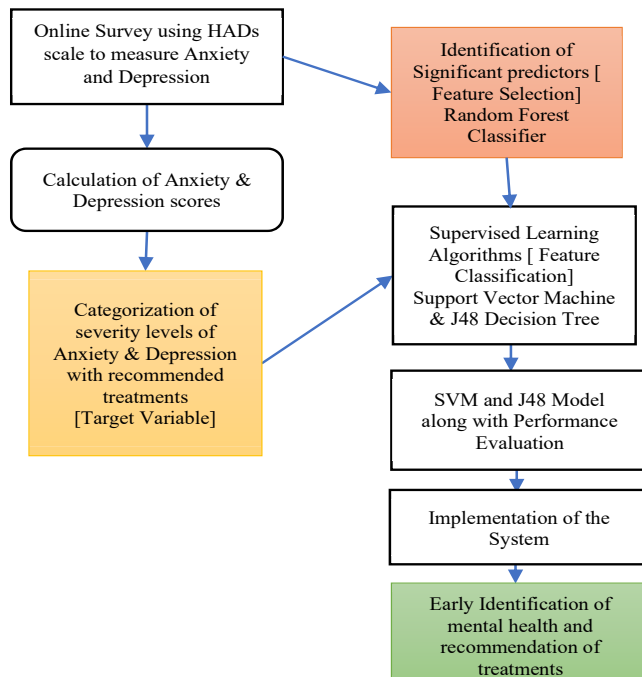 Online Survey using HADs
scale to measure Anxiety
and Depression
Identification of
Significant predictors [
Feature Selection]
Random Forest
Classifier
Calculation of Anxiety &
Depression scores
Supervised Learning
Algorithms [ Feature
Classification]
Support Vector Machine
& J48 Decision Tree
Categorization of
severity levels of
Anxiety & Depression
with recommended
treatments
[Target Variable]
SVM and J48 Model
along with Performance
Evaluation
Implementation of the
System
Early Identification of
mental health and
recommendation of
treatments